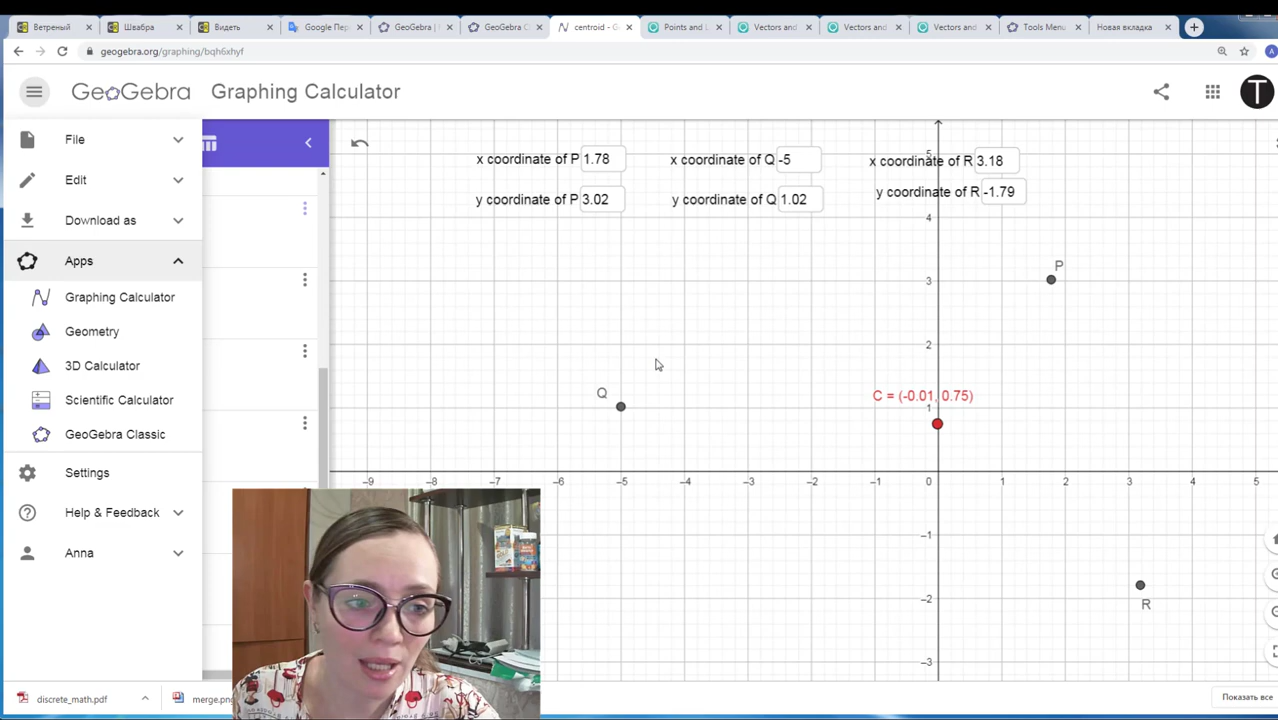 Ветреный
Швабра
Видеть
Google Пер
GeoGebra |
GeoGebra Cl
centroid - G
Points and L
Vectors and
Vectors and
Vectors and
Tools Menu
Новая вкладка
geogebra.org/graphing/bqh6xhyf
A
GeoGebra
Graphing Calculator
T
File
Edit
Download as
Apps
Graphing Calculator
Geometry
3D Calculator
Scientific Calculator
GeoGebra Classic
Settings
Help & Feedback
Anna
x coordinate of P 1.78
x coordinate of Q -5
x coordinate of R 3.18
y coordinate of P 3.02
y coordinate of Q 1.02
y coordinate of R -1.79
5
4
3
2
1
P
Q
C = (-0.01, 0.75)
-9 -8 -7 -6 -5 -4 -3 -2 -1 0 1 2 3 4 5
-1
-2
-3
R
discrete_math.pdf
merge.png
Показать все